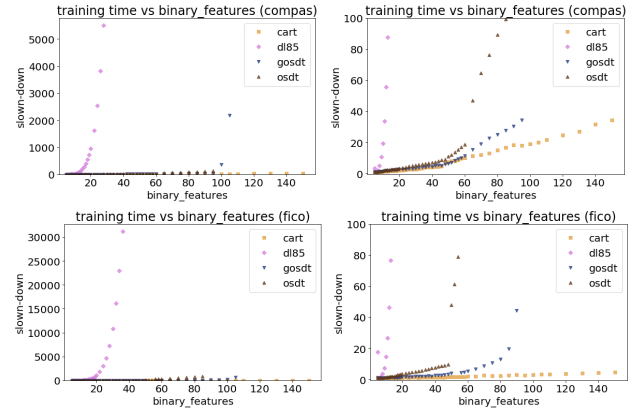 training time vs binary_features (compas)
slown-down
5000
4000
3000
2000
1000
0
20 40 60 80 100 120 140
binary_features
cart
dl85
gosdt
osdt
training time vs binary_features (compas)
slown-down
100
80
60
40
20
0
20 40 60 80 100 120 140
binary_features
cart
dl85
gosdt
osdt
training time vs binary_features (fico)
slown-down
30000
25000
20000
15000
10000
5000
0
20 40 60 80 100 120 140
binary_features
cart
dl85
gosdt
osdt
training time vs binary_features (fico)
slown-down
100
80
60
40
20
0
20 40 60 80 100 120 140
binary_features
cart
dl85
gosdt
osdt